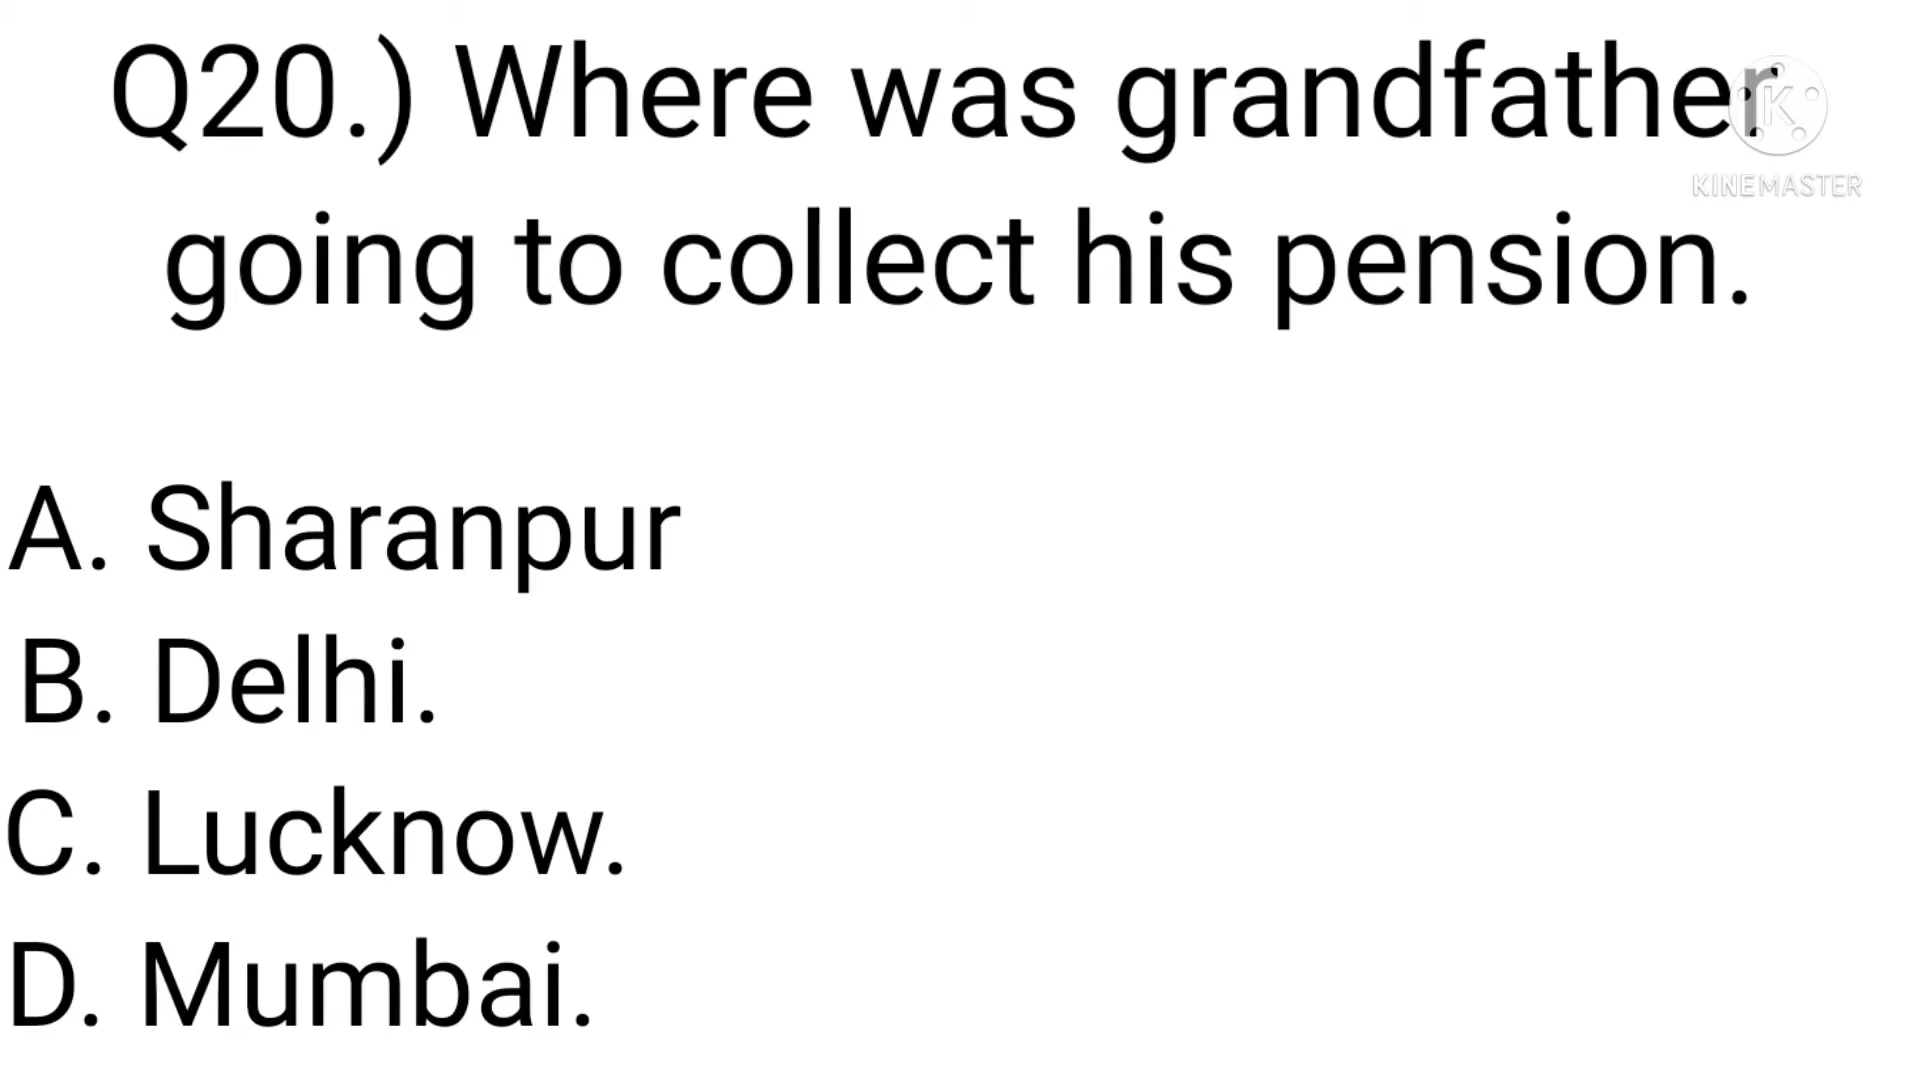 Q20.) Where was grandfather
KINEMASTER
going to collect his pension.
A. Sharanpur
B. Delhi.
C. Lucknow.
D. Mumbai.